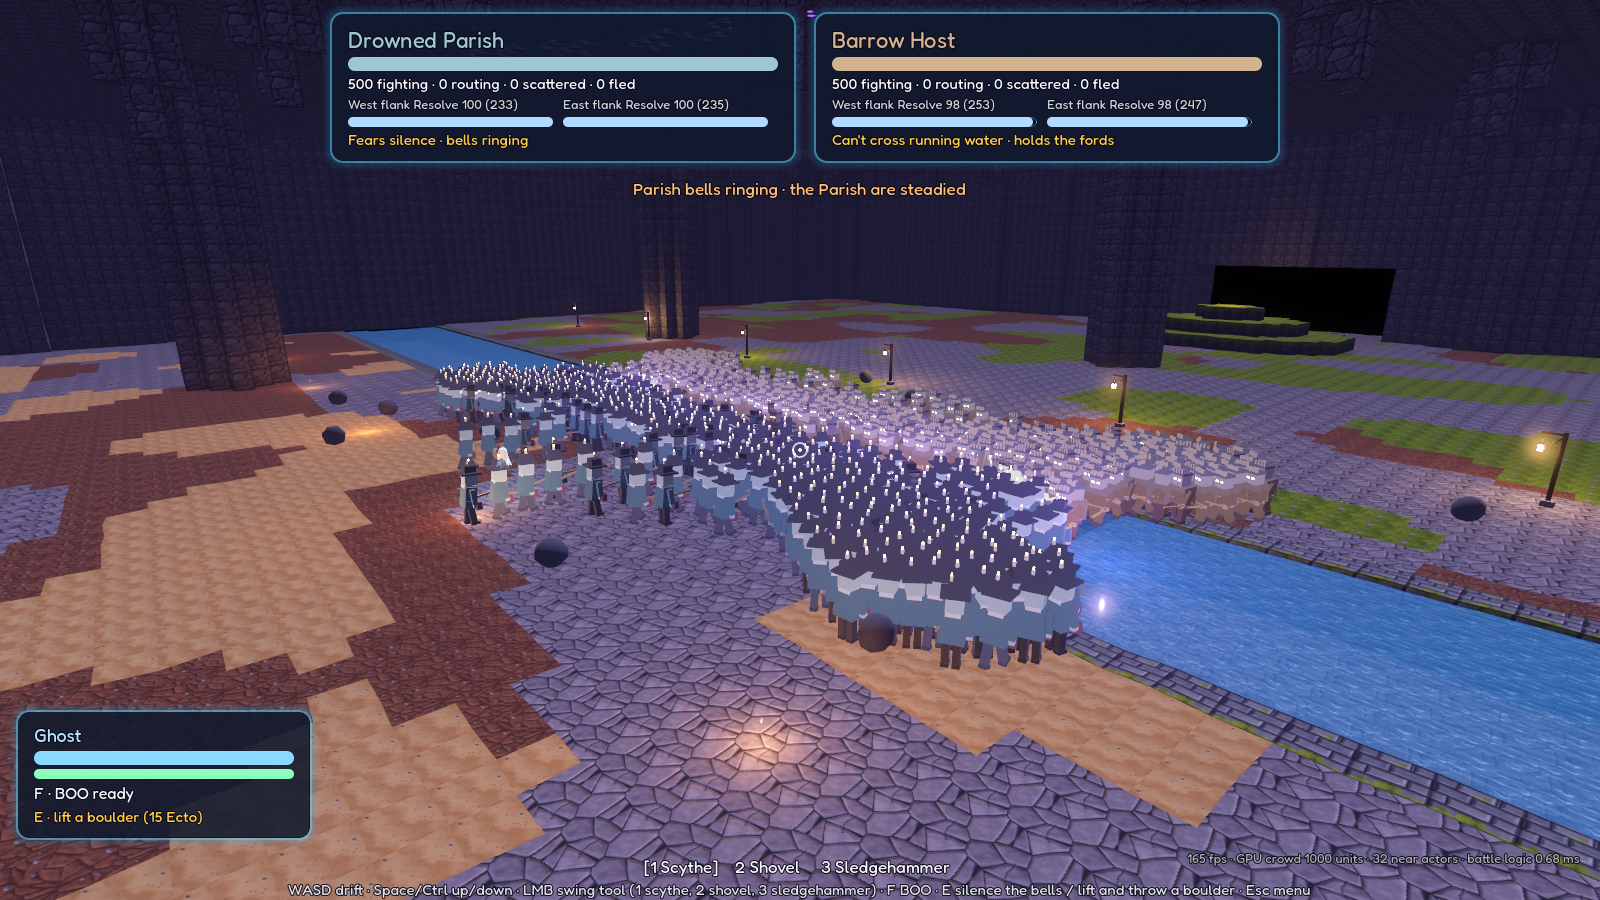 Drowned Parish
500 fighting · 0 routing · 0 scattered · 0 fled
West flank Resolve 100 (233)
East flank Resolve 100 (235)
Fears silence · bells ringing
Barrow Host
500 fighting · 0 routing · 0 scattered · 0 fled
West flank Resolve 98 (253)
East flank Resolve 98 (247)
Can't cross running water · holds the fords
Parish bells ringing · the Parish are steadied
Ghost
F · BOO ready
E · lift a boulder (15 Ecto)
[1 Scythe] 2 Shovel 3 Sledgehammer
165 fps · GPU crowd 1000 units · 32 near actors · battle logic 0.68 ms
WASD drift · Space/Ctrl up/down · LMB swing tool (1 scythe, 2 shovel, 3 sledgehammer) · F BOO · E silence the bells / lift and throw a boulder · Esc menu